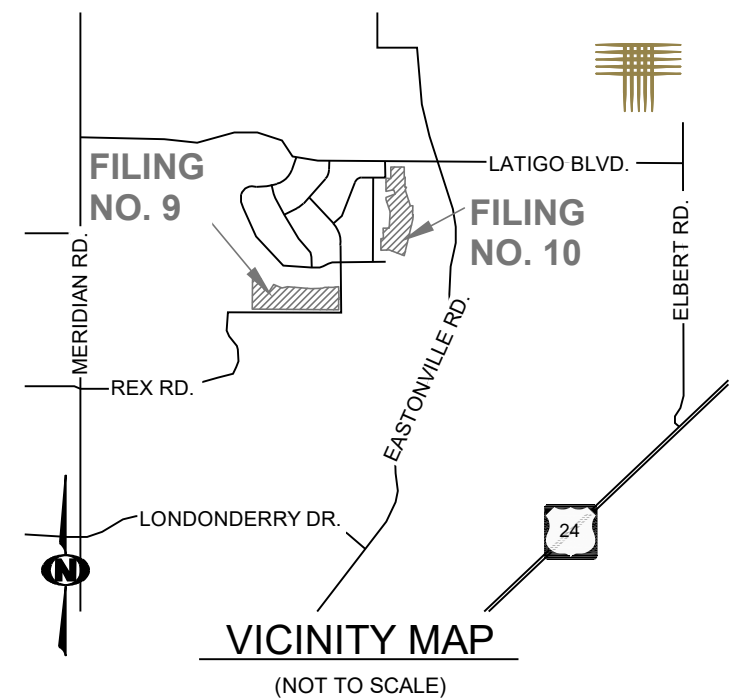 LATIGO BLVD.
FILING
NO. 9
FILING
NO. 10
MERIDIAN RD.
ELBERT RD.
EASTONVILLE RD.
REX RD.
LONDONDERRY DR.
24
N
VICINITY MAP
(NOT TO SCALE)